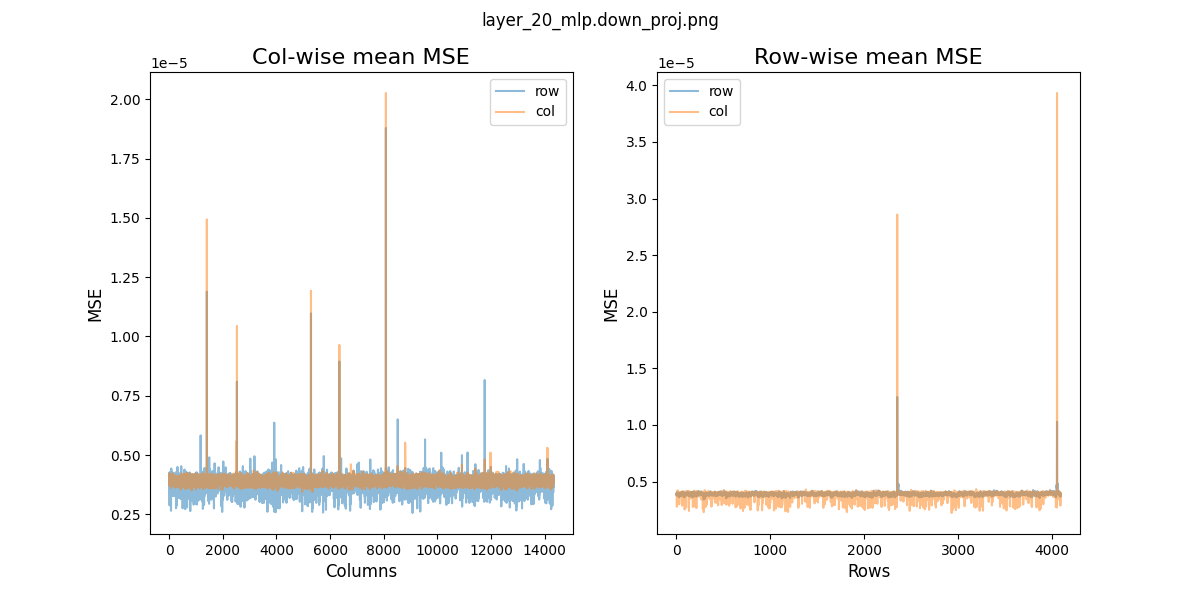 layer_20_mlp.down_proj.png
Col-wise mean MSE
1e−5
2.00
1.75
1.50
1.25
1.00
0.75
0.50
0.25
MSE
0 2000 4000 6000 8000 10000 12000 14000
Columns
row
col
Row-wise mean MSE
1e−5
4.0
3.5
3.0
2.5
2.0
1.5
1.0
0.5
MSE
0 1000 2000 3000 4000
Rows
row
col